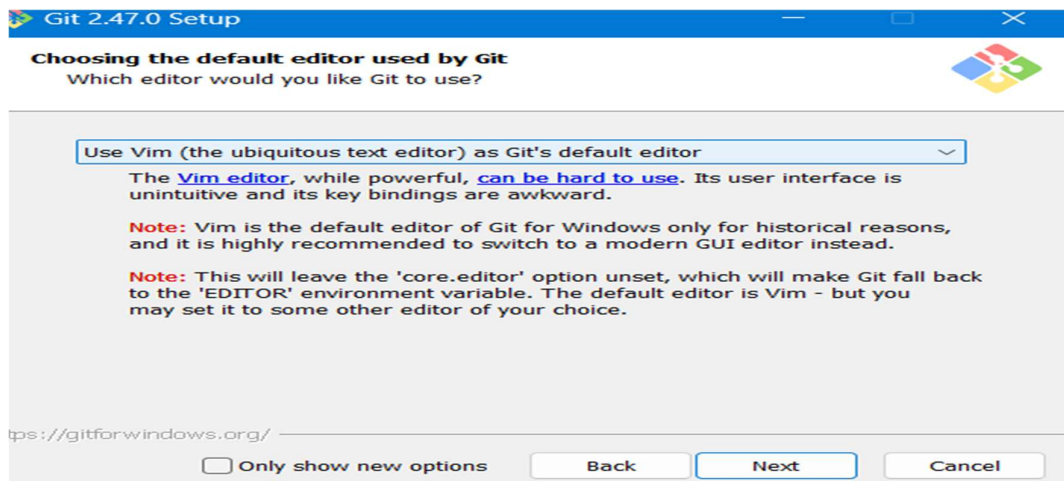 Git 2.47.0 Setup
Choosing the default editor used by Git
Which editor would you like Git to use?
Use Vim (the ubiquitous text editor) as Git's default editor
The Vim editor, while powerful, can be hard to use. Its user interface is
unintuitive and its key bindings are awkward.
Note: Vim is the default editor of Git for Windows only for historical reasons,
and it is highly recommended to switch to a modern GUI editor instead.
Note: This will leave the 'core.editor' option unset, which will make Git fall back
to the 'EDITOR' environment variable. The default editor is Vim - but you
may set it to some other editor of your choice.
tps://gitforwindows.org/
Only show new options Back Next Cancel